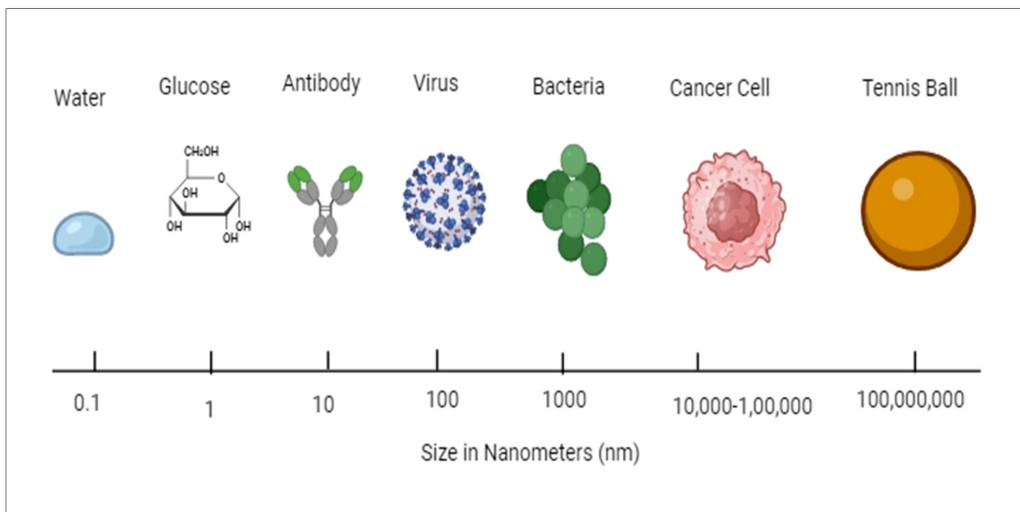 Water
Glucose
Antibody
Virus
Bacteria
Cancer Cell
Tennis Ball
CH₂OH
O
OH
OH
OH
OH
0.1
1
10
100
1000
10,000-1,00,000
100,000,000
Size in Nanometers (nm)